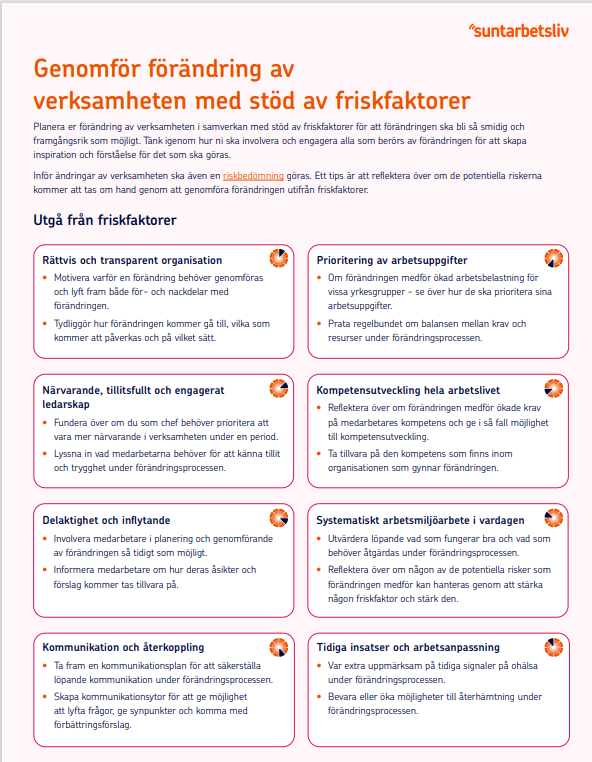 suntarbetsliv
Genomför förändring av
verksamheten med stöd av friskfaktorer
Planera er förändring av verksamheten i samverkan med stöd av friskfaktorer för att förändringen ska bli så smidig och
framgångsrik som möjligt. Tänk igenom hur ni ska involvera och engagera alla som berörs av förändringen för att skapa
inspiration och förståelse för det som ska göras.
Inför ändringar av verksamheten ska även en riskbedömning göras. Ett tips är att reflektera över om de potentiella riskerna
kommer att tas om hand genom att genomföra förändringen utifrån friskfaktorer.
Utgå från friskfaktorer
Rättvis och transparent organisation
• Motivera varför en förändring behöver genomföras
och lyft fram både för– och nackdelar med
förändringen.
• Tydliggör hur förändringen kommer gå till, vilka som
kommer att påverkas och på vilket sätt.
Prioritering av arbetsuppgifter
• Om förändringen medför ökad arbetsbelastning för
vissa yrkesgrupper – se över hur de ska prioritera sina
arbetsuppgifter.
• Prata regelbundet om balansen mellan krav och
resurser under förändringsprocessen.
Närvarande, tillitsfullt och engagerat
ledarskap
• Fundera över om du som chef behöver prioritera att
vara mer närvarande i verksamheten under en period.
• Lyssna in vad medarbetarna behöver för att känna tillit
och trygghet under förändringsprocessen.
Kompetensutveckling hela arbetslivet
• Reflektera över om förändringen medför ökade krav
på medarbetares kompetens och ge i så fall möjlighet
till kompetensutveckling.
• Ta tillvara på den kompetens som finns inom
organisationen som gynnar förändringen.
Delaktighet och inflytande
• Involvera medarbetare i planering och genomförande
av förändringen så tidigt som möjligt.
• Informera medarbetare om hur deras åsikter och
förslag kommer tas tillvara på.
Systematiskt arbetsmiljöarbete i vardagen
• Utvärdera löpande vad som fungerar bra och vad som
behöver åtgärdas under förändringsprocessen.
• Reflektera över om någon av de potentiella risker som
förändringen medför kan hanteras genom att stärka
någon friskfaktor och stärk den.
Kommunikation och återkoppling
• Ta fram en kommunikationsplan för att säkerställa
löpande kommunikation under förändringsprocessen.
• Skapa kommunikationsytor för att ge möjlighet
att lyfta frågor, ge synpunkter och komma med
förbättringsförslag.
Tidiga insatser och arbetsanpassning
• Var extra uppmärksam på tidiga signaler på ohälsa
under förändringsprocessen.
• Bevara eller öka möjligheter till återhämtning under
förändringsprocessen.